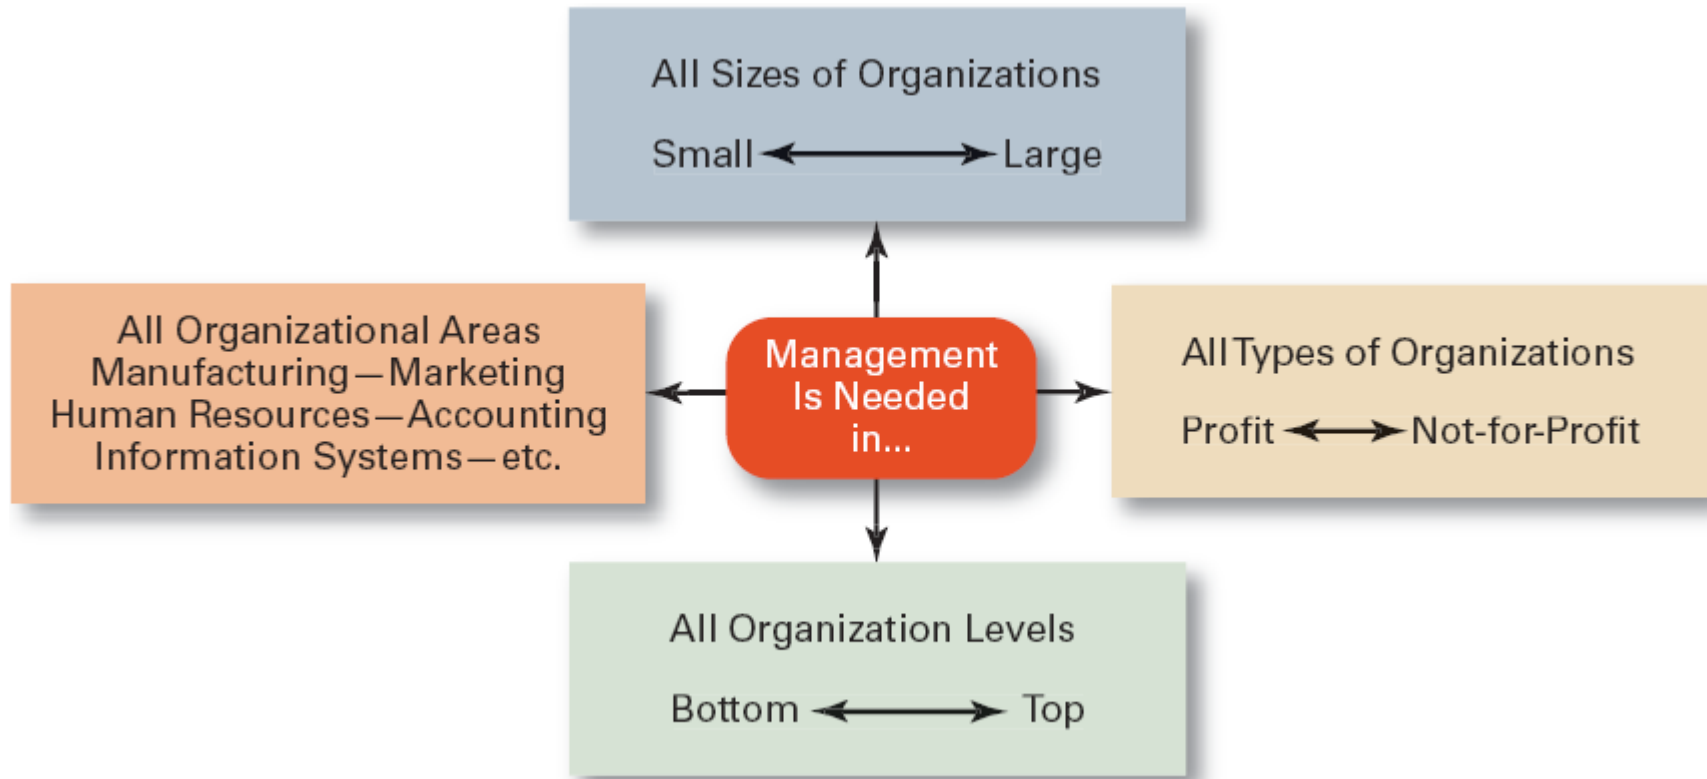 All Sizes of Organizations
Small Large
All Organizational Areas
Manufacturing—Marketing
Human Resources—Accounting
Information Systems—etc.
Management
Is Needed
in...
All Types of Organizations
Profit Not-for-Profit
All Organization Levels
Bottom Top